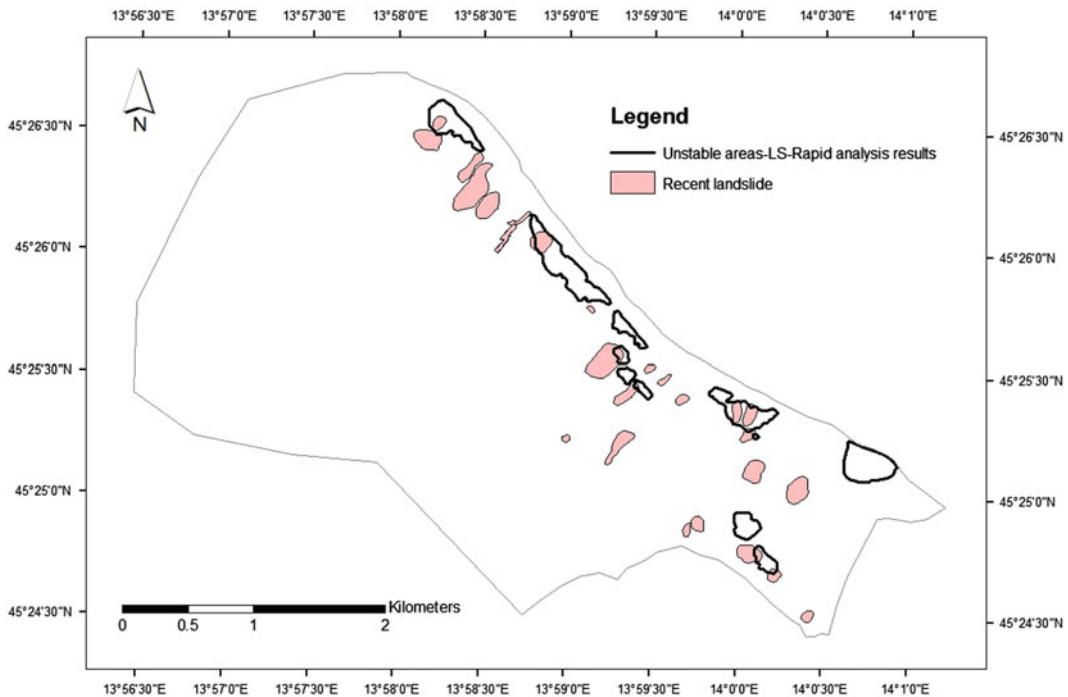 13°56'30"E 13°57'0"E 13°57'30"E 13°58'0"E 13°58'30"E 13°59'0"E 13°59'30"E 14°0'0"E 14°0'30"E 14°1'0"E
N
Legend
Unstable areas-LS-Rapid analysis results
Recent landslide
45°26'30"N 45°26'30"N
45°26'0"N 45°26'0"N
45°25'30"N 45°25'30"N
45°25'0"N 45°25'0"N
45°24'30"N 45°24'30"N
Kilometers
0 0.5 1 2
13°56'30"E 13°57'0"E 13°57'30"E 13°58'0"E 13°58'30"E 13°59'0"E 13°59'30"E 14°0'0"E 14°0'30"E 14°1'0"E